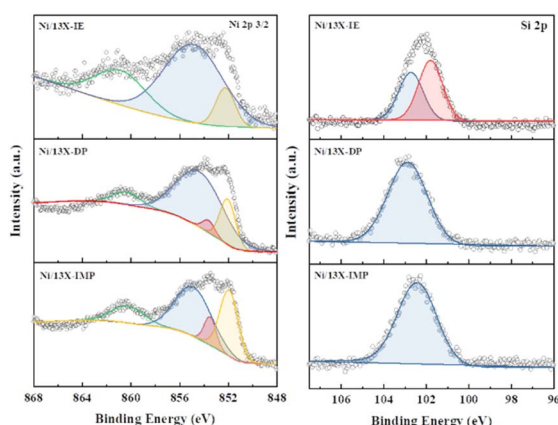 Ni/13X-IE
Ni 2p 3/2
Ni/13X-DP
Ni/13X-IMP
Intensity (a.u.)
868 864 860 856 852 848
Binding Energy (eV)
Ni/13X-IE
Si 2p
Ni/13X-DP
Ni/13X-IMP
Intensity (a.u.)
106 104 102 100 98 96
Binding Energy (eV)